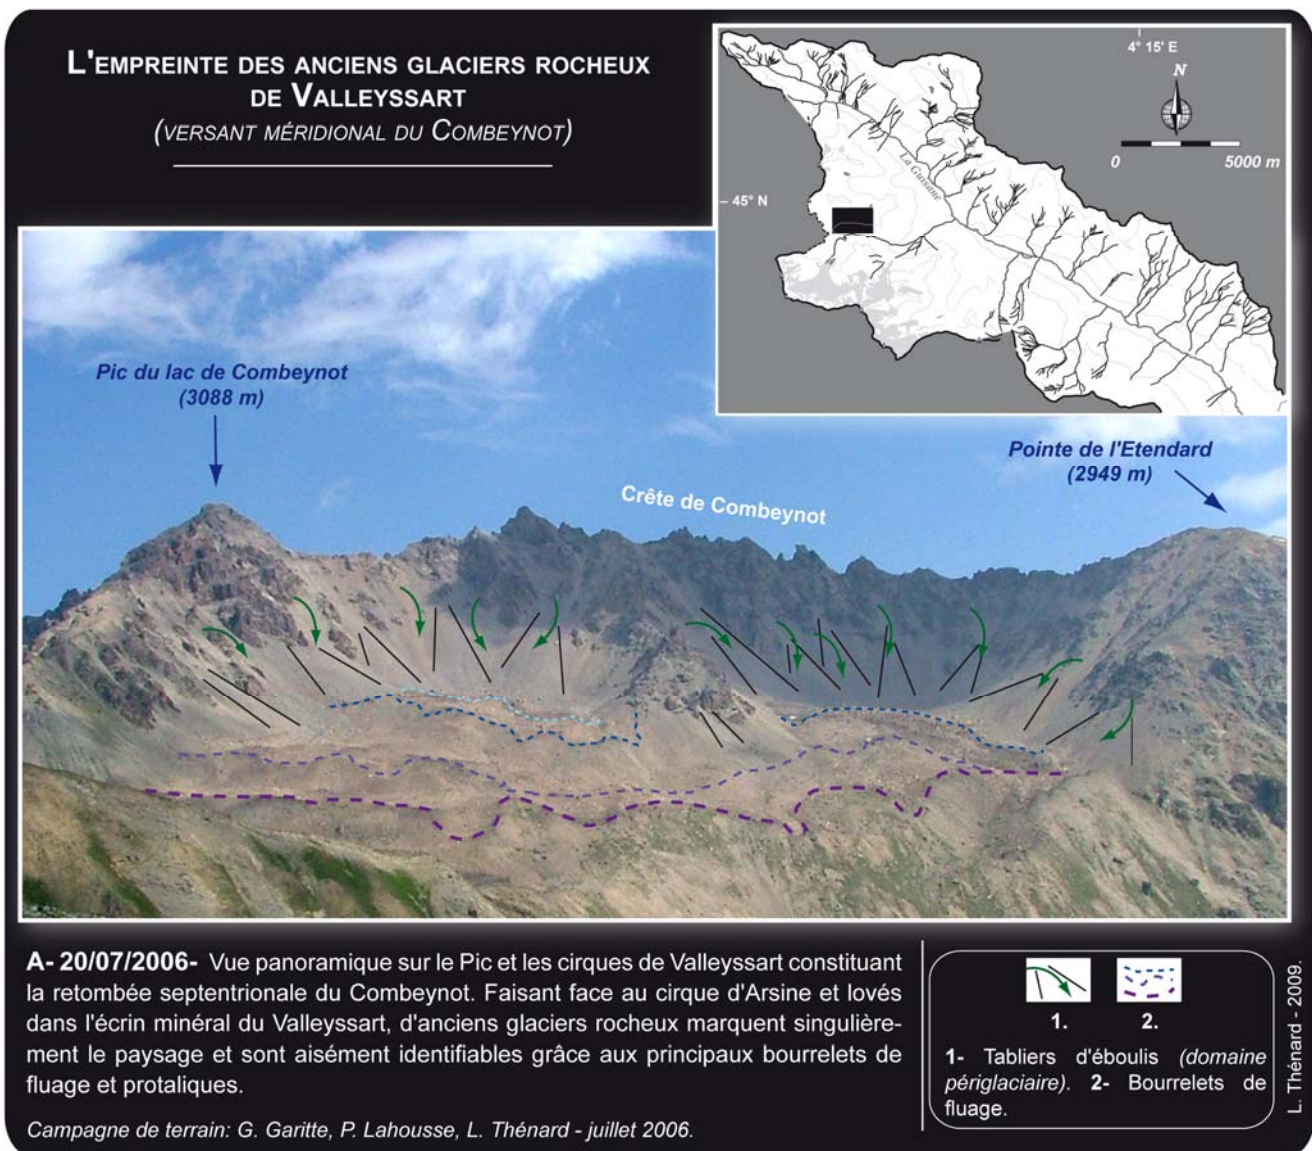 L'EMPREINTE DES ANCIENS GLACIERS ROCHEUX
DE VALLEYSSART
(VERSANT MÉRIDIONAL DU COMBEYNOT)
4° 15' E
N
0 5000 m
45° N
La Guisane
Pic du lac de Combeynot
(3088 m)
Crête de Combeynot
Pointe de l'Etendard
(2949 m)
A- 20/07/2006- Vue panoramique sur le Pic et les cirques de Valleyssart constituant
la retombée septentrionale du Combeynot. Faisant face au cirque d'Arsine et lovés
dans l'écrin minéral du Valleyssart, d'anciens glaciers rocheux marquent singulière-
ment le paysage et sont aisément identifiables grâce aux principaux bourrelets de
fluage et protaliques.
Campagne de terrain: G. Garitte, P. Lahousse, L. Thénard - juillet 2006.
1. 2.
1- Tabliers d'éboulis (domaine
périglaciaire). 2- Bourrelets de
fluage.
L. Thénard - 2009.